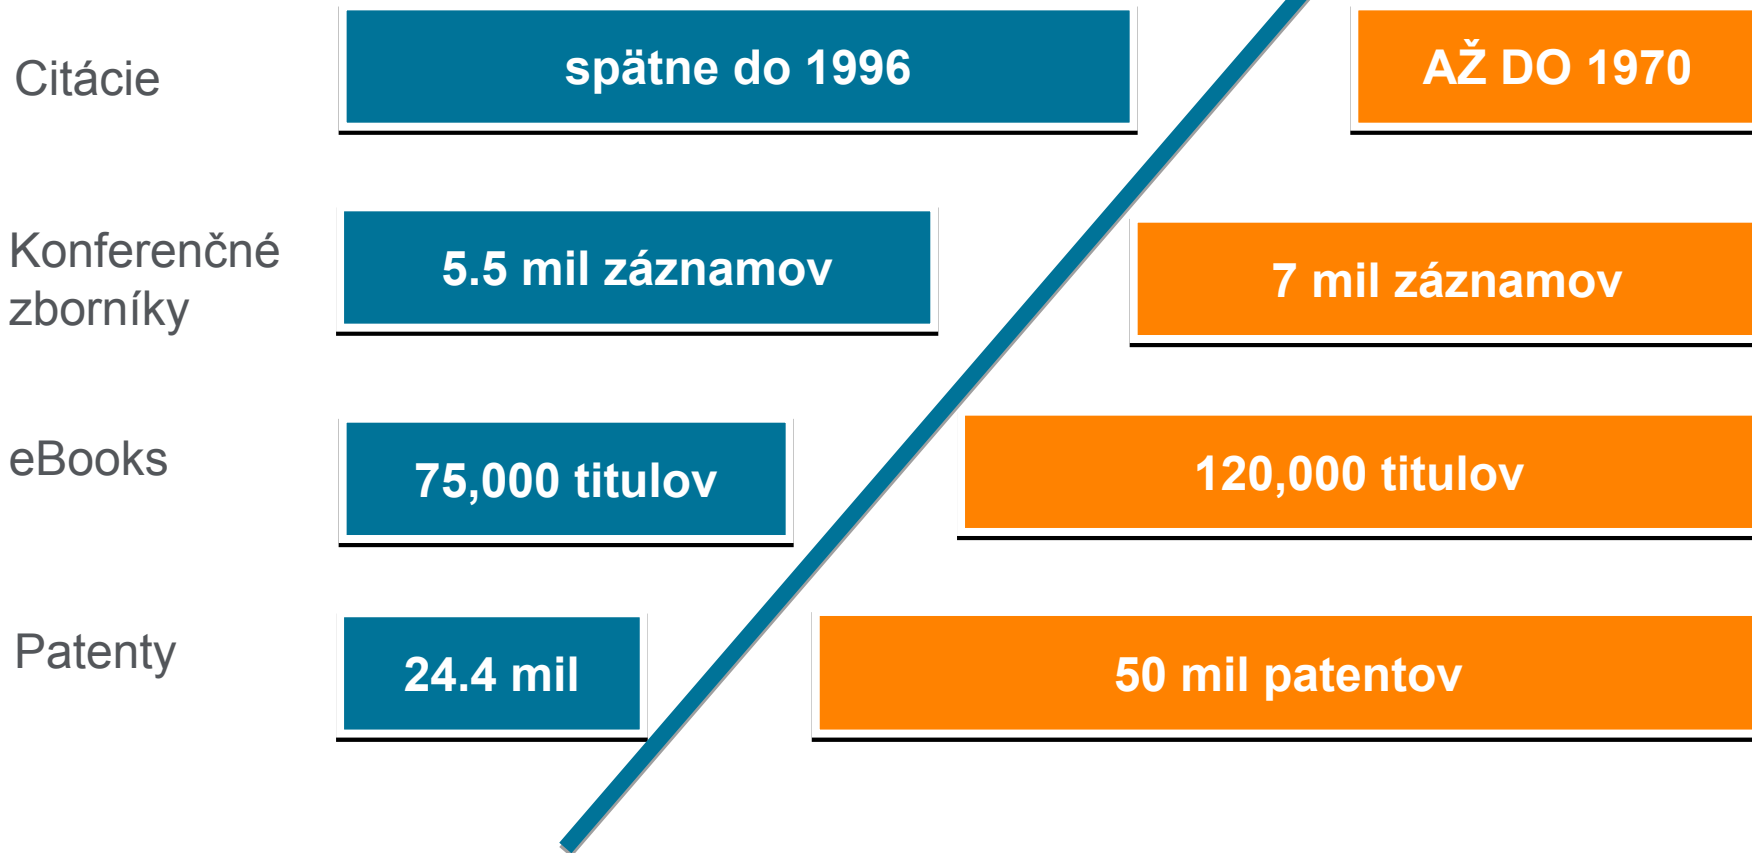 Citácie
spätne do 1996
AŽ DO 1970
Konferenčné
zborníky
5.5 mil záznamov
7 mil záznamov
eBooks
75,000 titulov
120,000 titulov
Patenty
24.4 mil
50 mil patentov